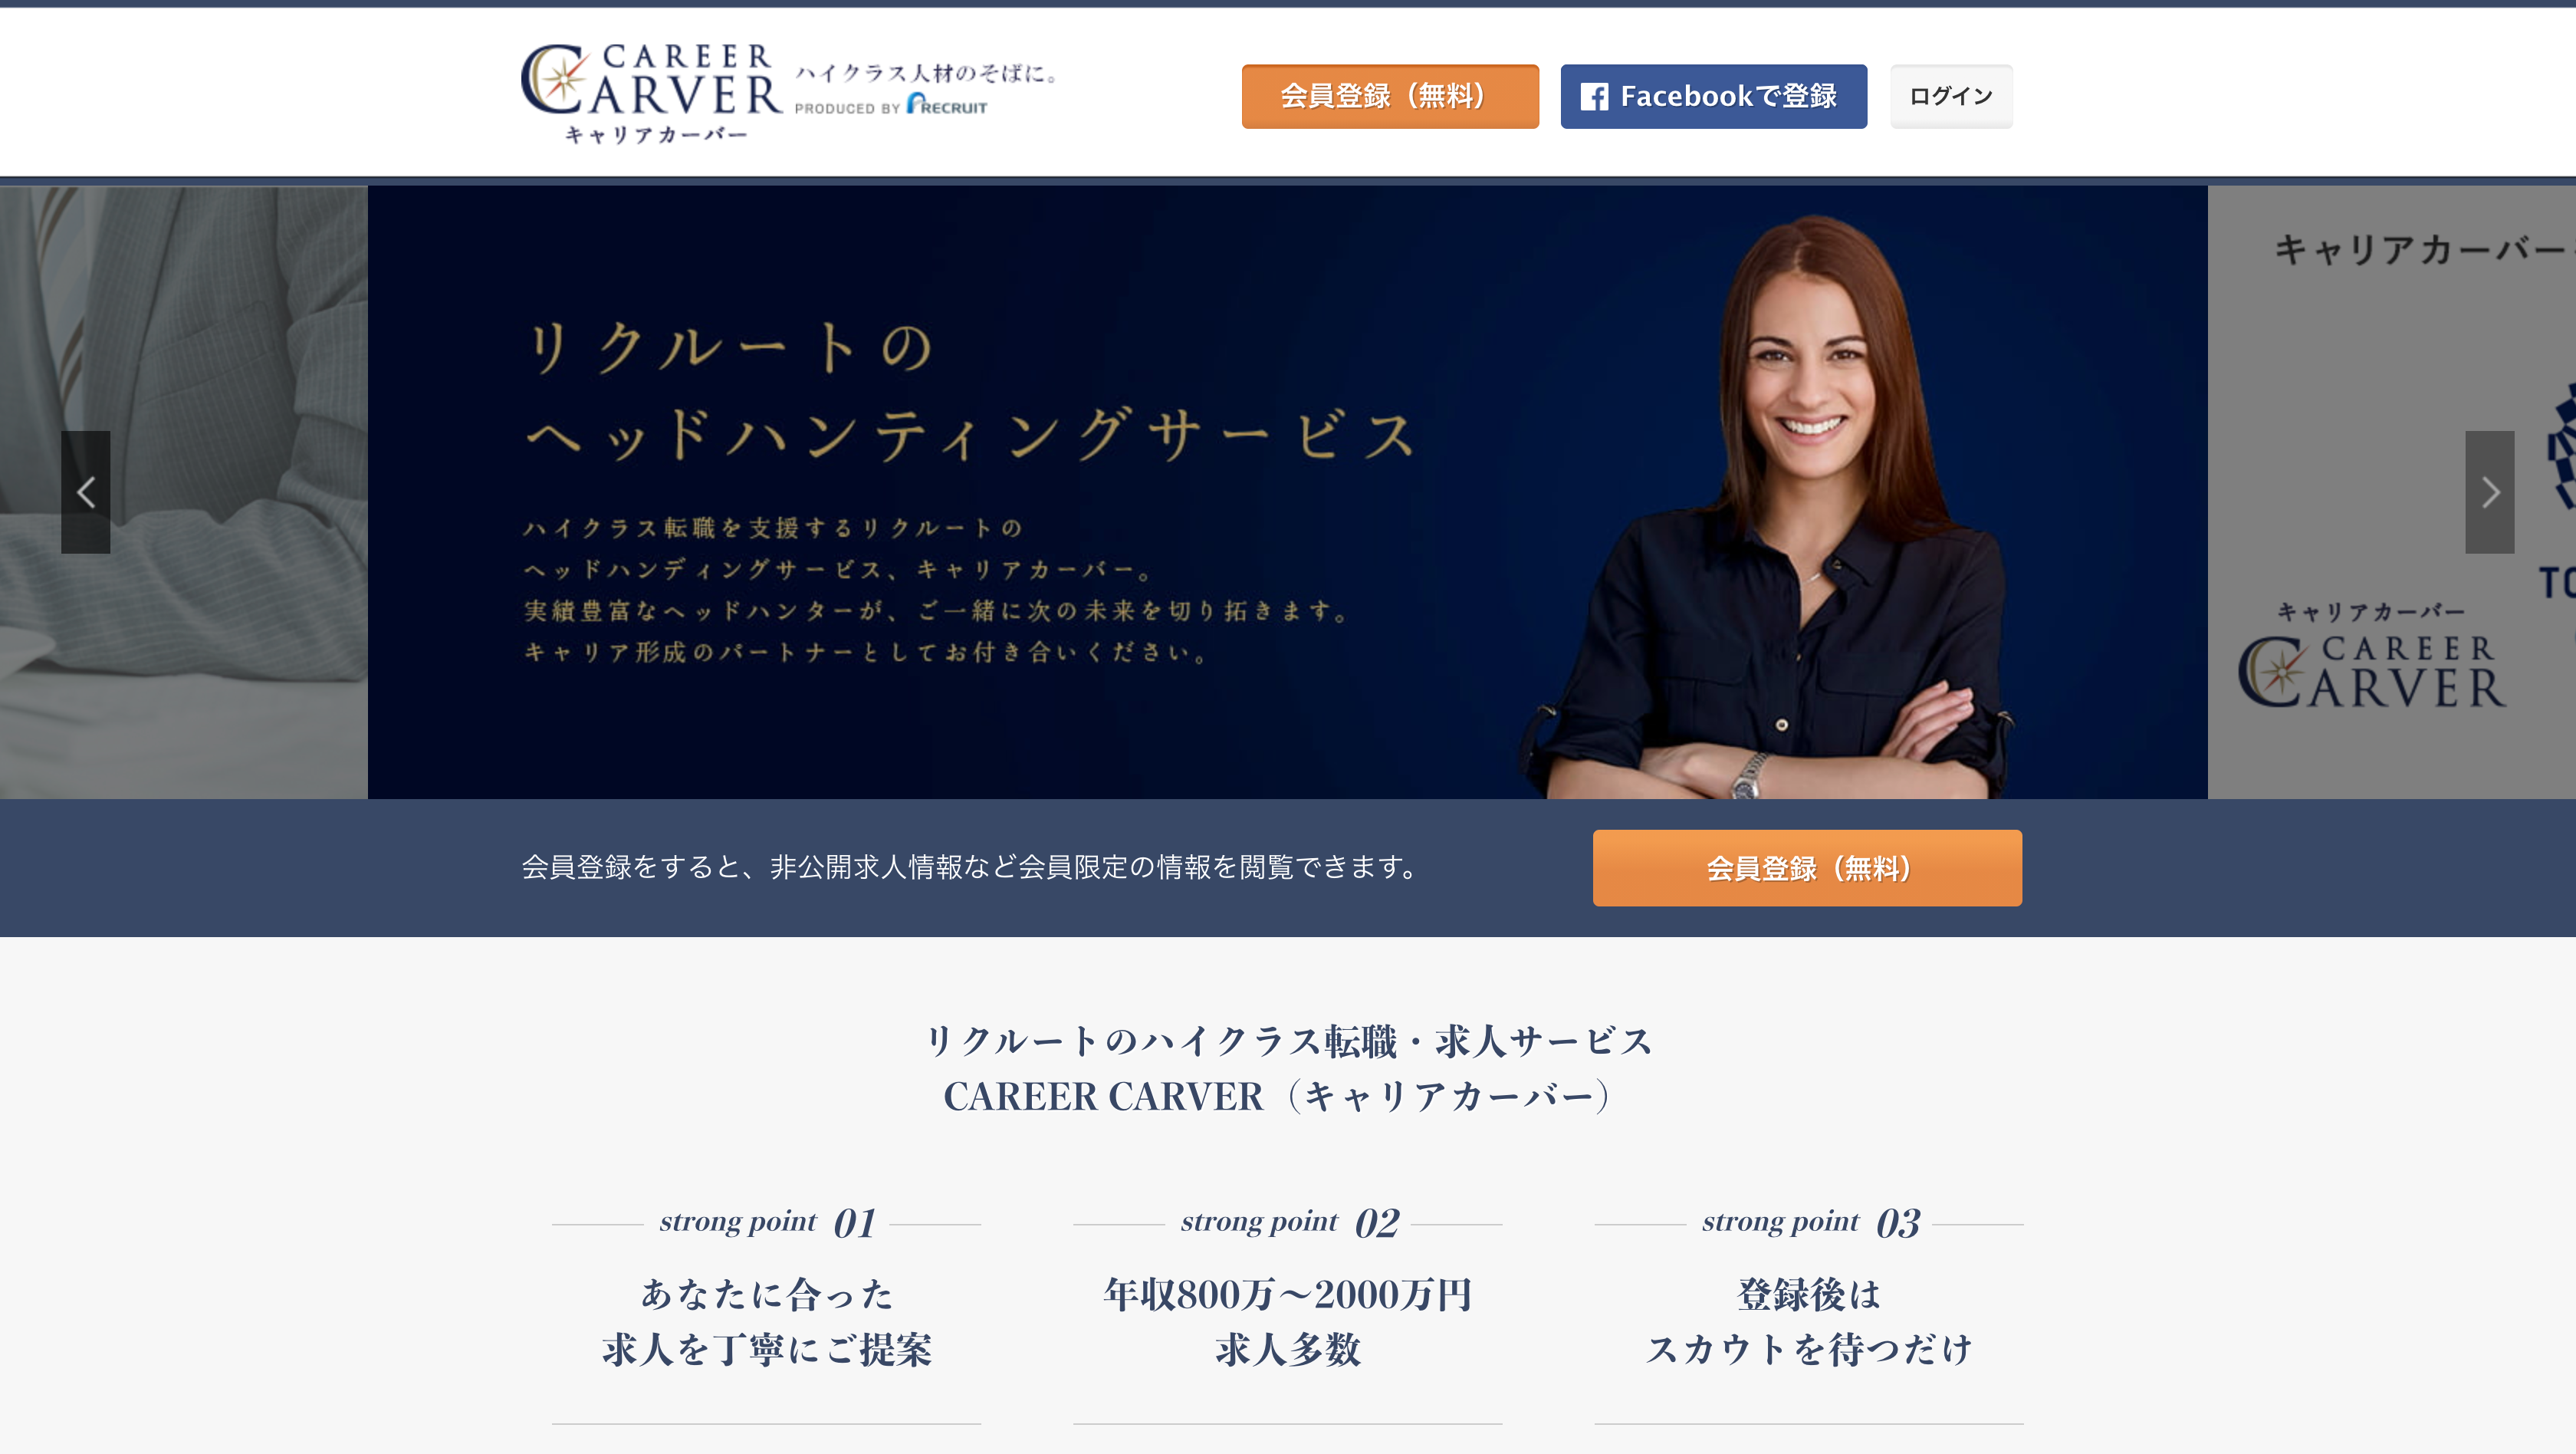 CAREER
CARVER
キャリアカーバー
ハイクラス人材のそばに。
PRODUCED BY RECRUIT
会員登録（無料）
Facebookで登録
ログイン
リクルートの
ヘッドハンティングサービス
ハイクラス転職を支援するリクルートの
ヘッドハンディングサービス、キャリアカーバー。
実績豊富なヘッドハンターが、ご一緒に次の未来を切り拓きます。
キャリア形成のパートナーとしてお付き合いください。
キャリアカーバー
キャリアカーバー
CAREER
CARVER
会員登録をすると、非公開求人情報など会員限定の情報を閲覧できます。
会員登録（無料）
リクルートのハイクラス転職・求人サービス
CAREER CARVER（キャリアカーバー）
strong point 01
あなたに合った
求人を丁寧にご提案
strong point 02
年収800万～2000万円
求人多数
strong point 03
登録後は
スカウトを待つだけ